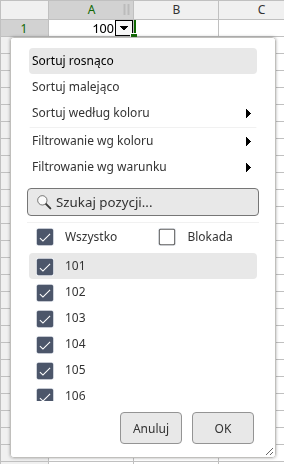 A B C
1 100
Sortuj rosnąco
Sortuj malejąco
Sortuj według koloru
Filtrowanie wg koloru
Filtrowanie wg warunku
Szukaj pozycji...
Wszystko Blokada
101
102
103
104
105
106
Anuluj OK